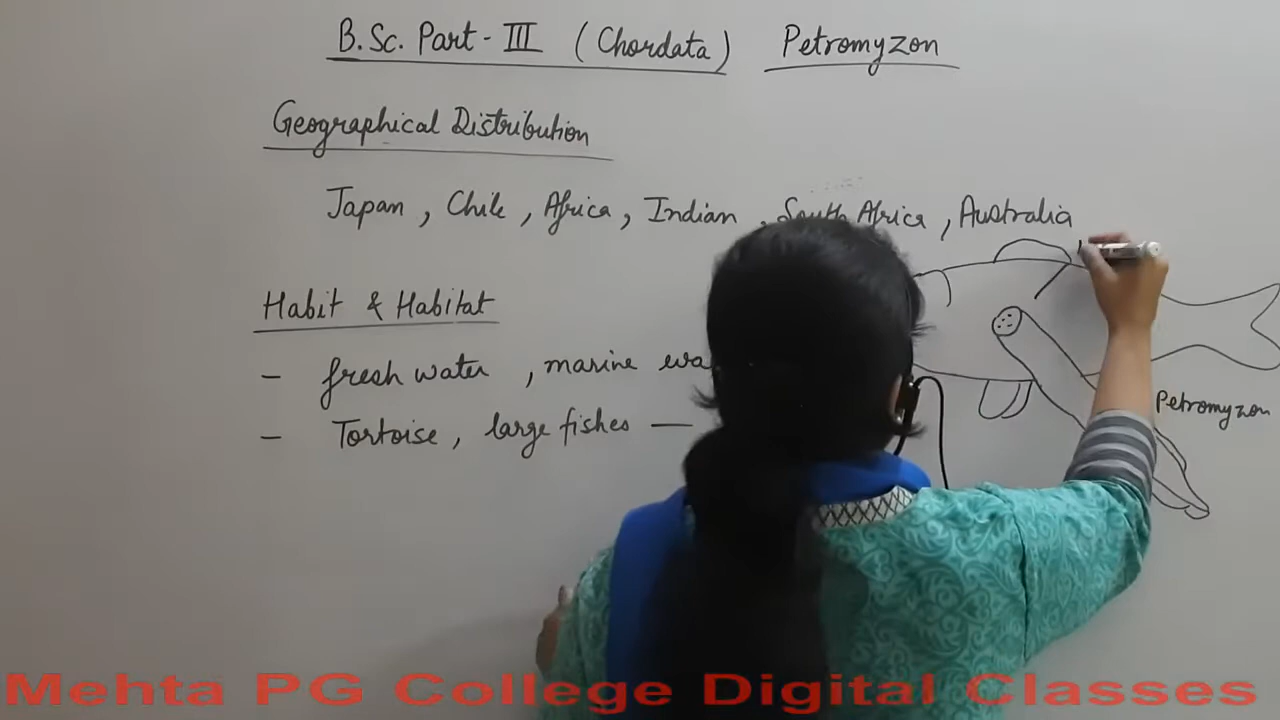 B.Sc. Part - III (Chordata) Petromyzon
Geographical Distribution
Japan, Chile, Africa, Indian, South Africa, Australia
Habit & Habitat
- fresh water, marine
- Tortoise, large fishes —
Petromyzon
Mehta PG College Digital Classes